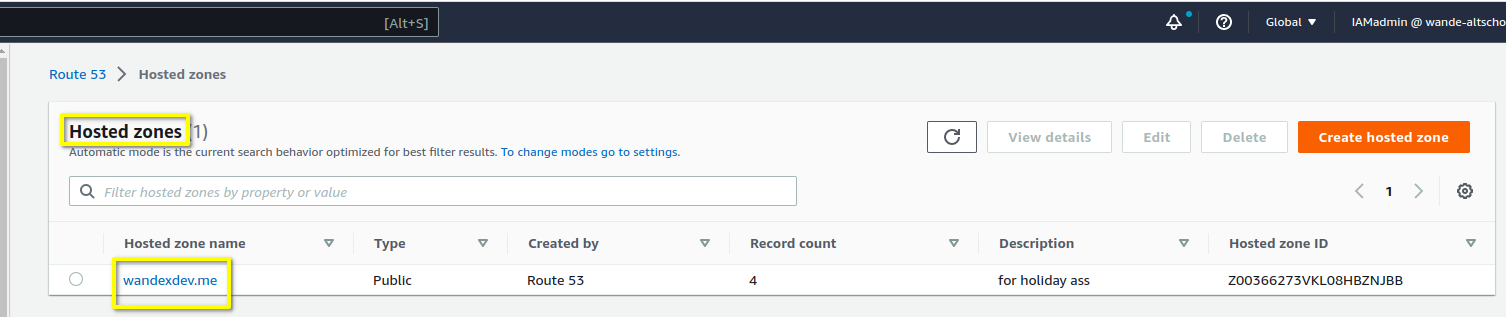 [Alt+S] Global ▼ IAMadmin @ wande-altscho
Route 53 > Hosted zones
Hosted zones (1)
View details Edit Delete Create hosted zone
Automatic mode is the current search behavior optimized for best filter results. To change modes go to settings.
Filter hosted zones by property or value
1
Hosted zone name Type Created by Record count Description Hosted zone ID
wandexdev.me Public Route 53 4 for holiday ass Z00366273VKL08HBZNJBB